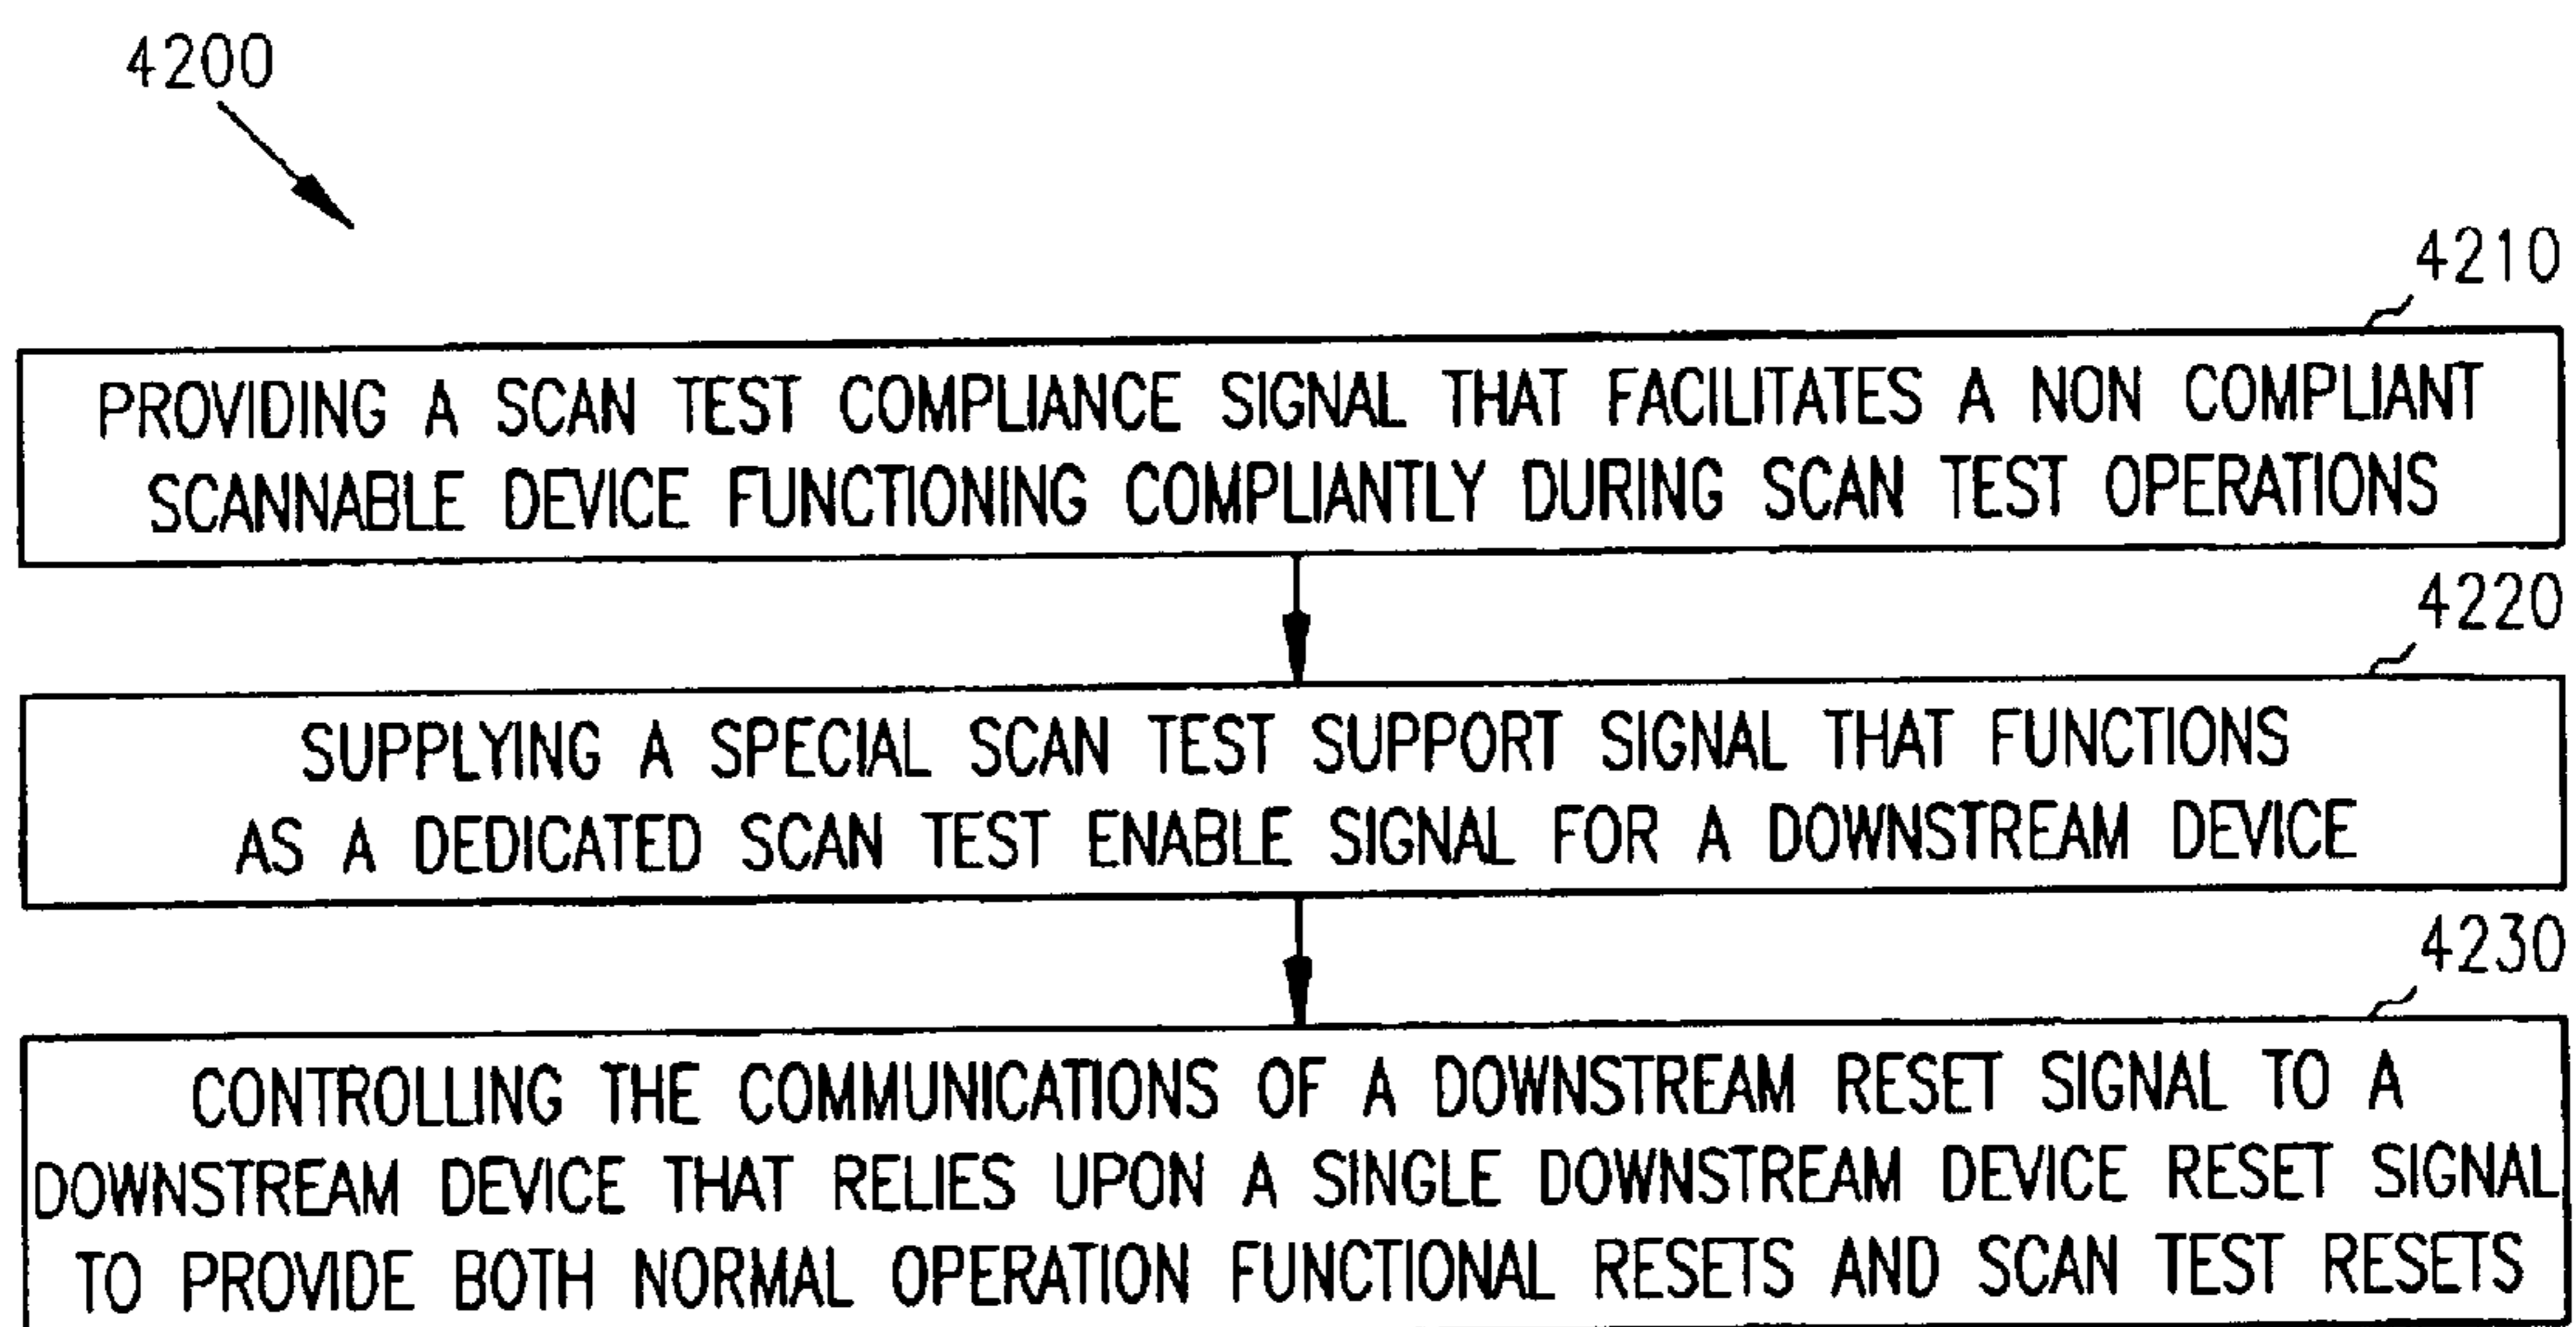 4200
4210
PROVIDING A SCAN TEST COMPLIANCE SIGNAL THAT FACILITATES A NON COMPLIANT
SCANNABLE DEVICE FUNCTIONING COMPLIANTLY DURING SCAN TEST OPERATIONS
4220
SUPPLYING A SPECIAL SCAN TEST SUPPORT SIGNAL THAT FUNCTIONS
AS A DEDICATED SCAN TEST ENABLE SIGNAL FOR A DOWNSTREAM DEVICE
4230
CONTROLLING THE COMMUNICATIONS OF A DOWNSTREAM RESET SIGNAL TO A
DOWNSTREAM DEVICE THAT RELIES UPON A SINGLE DOWNSTREAM DEVICE RESET SIGNAL
TO PROVIDE BOTH NORMAL OPERATION FUNCTIONAL RESETS AND SCAN TEST RESETS